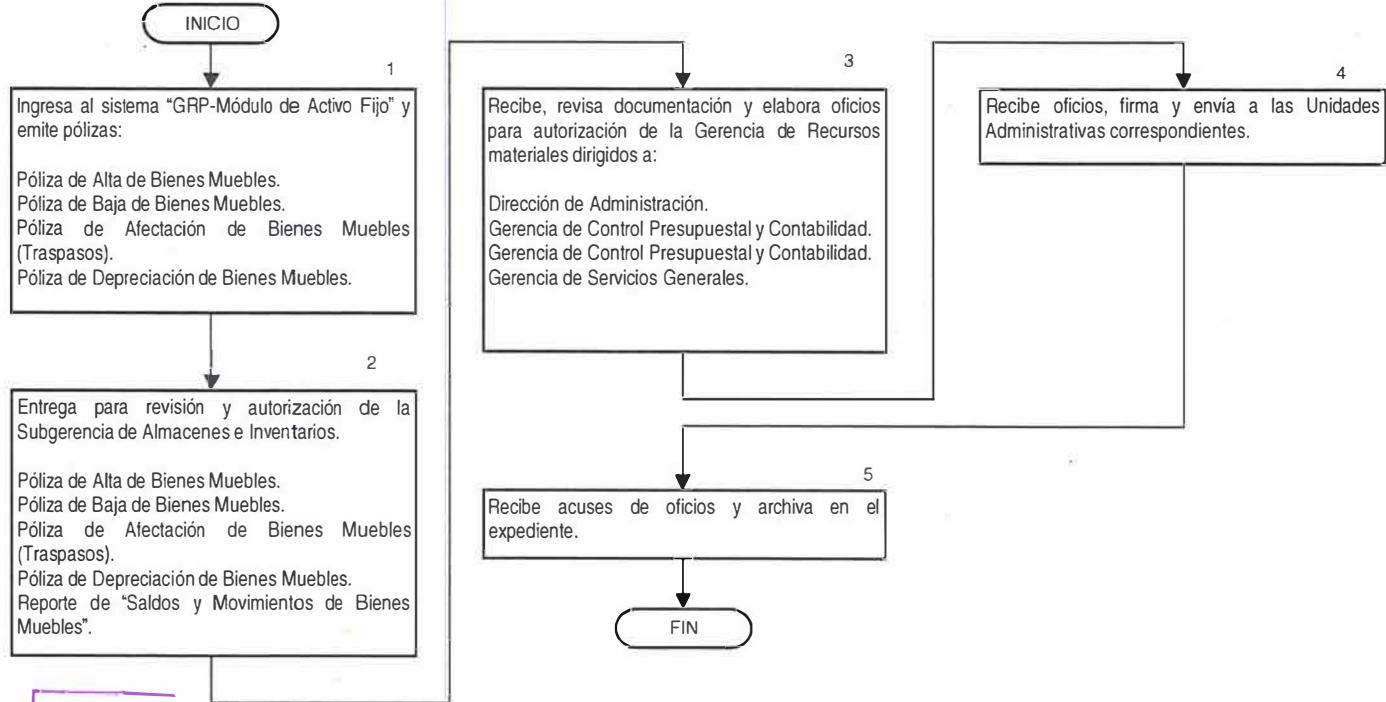 INICIO
1
Ingresa al sistema “GRP-Módulo de Activo Fijo” y
emite pólizas:
Póliza de Alta de Bienes Muebles.
Póliza de Baja de Bienes Muebles.
Póliza de Afectación de Bienes Muebles
(Traspasos).
Póliza de Depreciación de Bienes Muebles.
2
Entrega para revisión y autorización de la
Subgerencia de Almacenes e Inventarios.
Póliza de Alta de Bienes Muebles.
Póliza de Baja de Bienes Muebles.
Póliza de Afectación de Bienes Muebles
(Traspasos).
Póliza de Depreciación de Bienes Muebles.
Reporte de “Saldos y Movimientos de Bienes
Muebles”.
3
Recibe, revisa documentación y elabora oficios
para autorización de la Gerencia de Recursos
materiales dirigidos a:
Dirección de Administración.
Gerencia de Control Presupuestal y Contabilidad.
Gerencia de Control Presupuestal y Contabilidad.
Gerencia de Servicios Generales.
4
Recibe oficios, firma y envía a las Unidades
Administrativas correspondientes.
5
Recibe acuses de oficios y archiva en el
expediente.
FIN